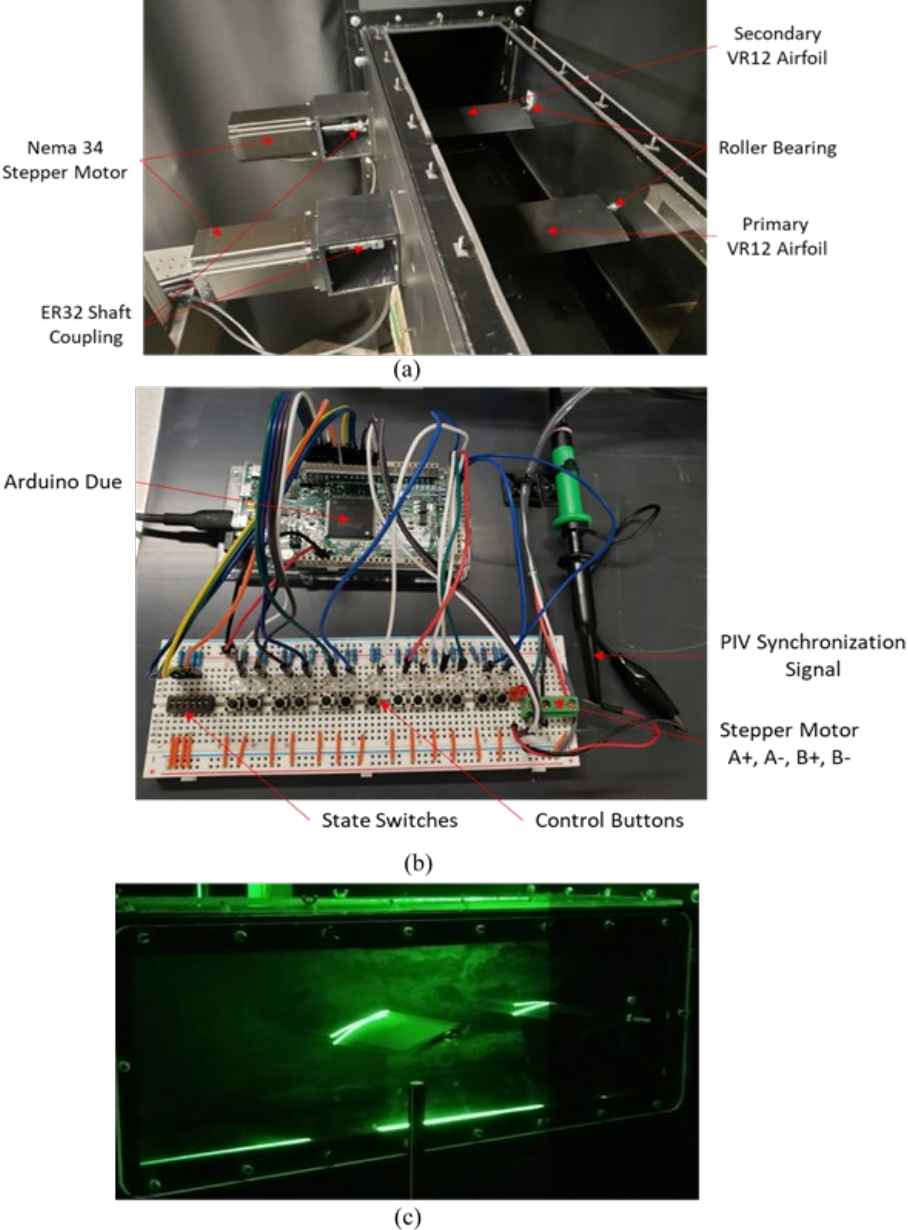 Secondary
VR12 Airfoil
Nema 34
Stepper Motor
Roller Bearing
Primary
VR12 Airfoil
ER32 Shaft
Coupling
(a)
Arduino Due
PIV Synchronization
Signal
Stepper Motor
A+, A-, B+, B-
State Switches
Control Buttons
(b)
(c)